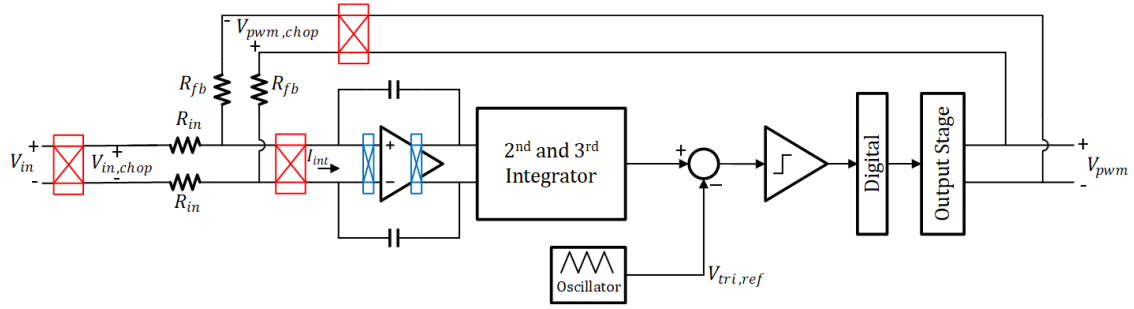 - V_pwm,chop
+
R_fb
R_fb
R_in
+
V_in
-
+
V_in,chop
-
R_in
I_int
+
−
2nd and 3rd
Integrator
+
−
Digital
Output Stage
+
V_pwm
-
Oscillator
V_tri,ref